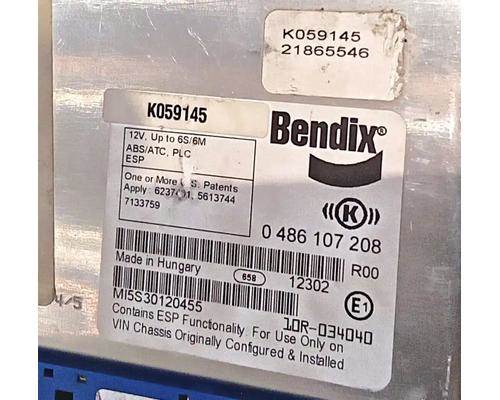 K059145
21865546
K059145
Bendix®
12V, Up to 6S/6M
ABS/ATC, PLC
ESP
One or More Patents
Apply : 5613744
7133759
((K))
0 486 107 208
R00
Made in Hungary
658
12302
MI5S30120455
E1
10R-034040
Contains ESP Functionality. For Use Only on
VIN Chassis Originally Configured & Installed
4/5